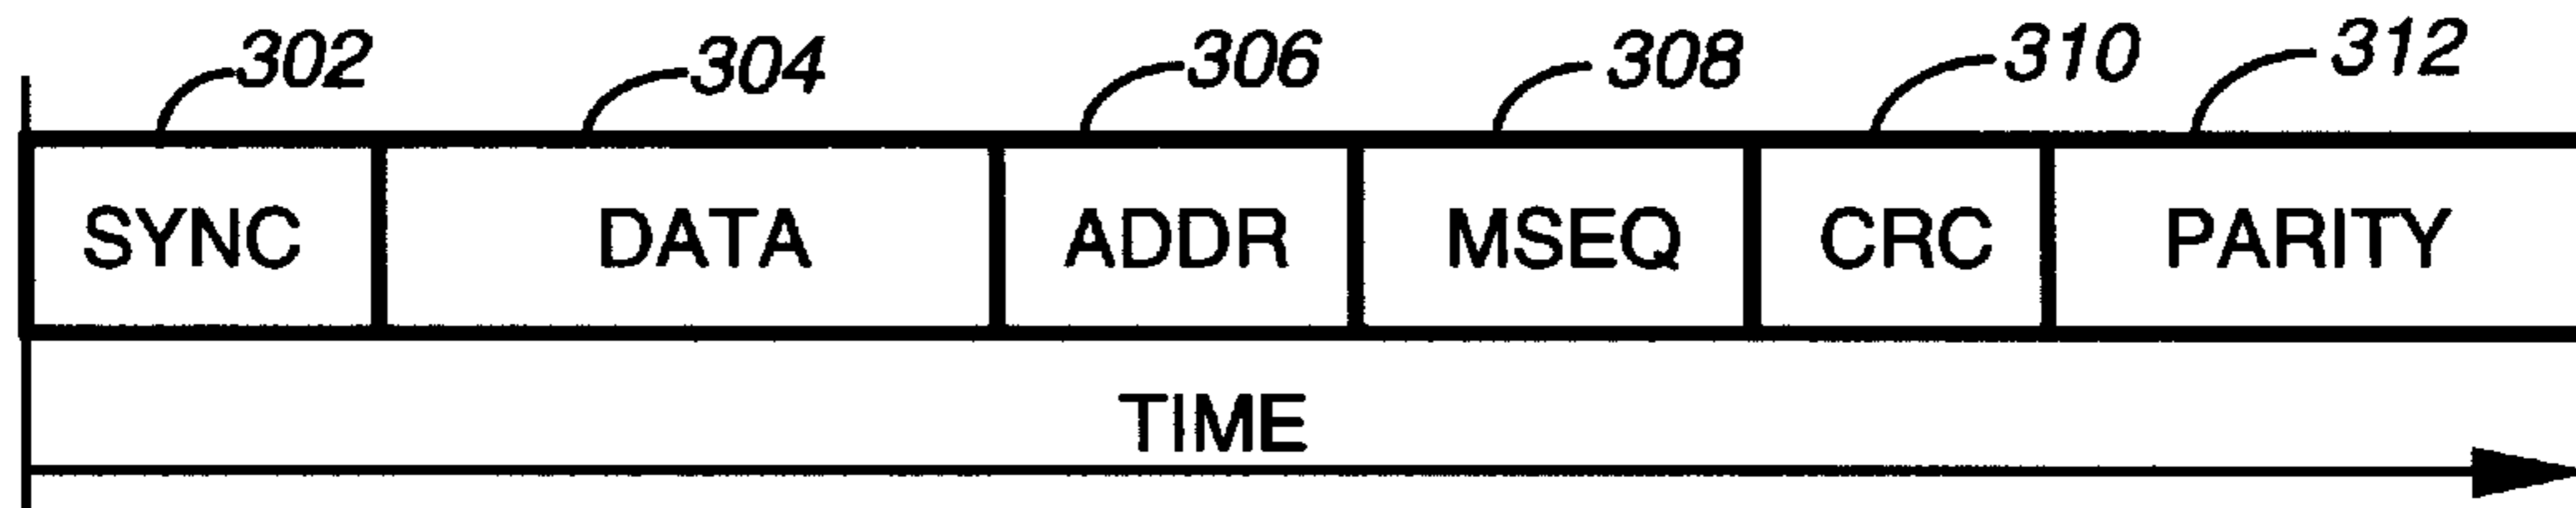 302 304 306 308 310 312
SYNC DATA ADDR MSEQ CRC PARITY
TIME